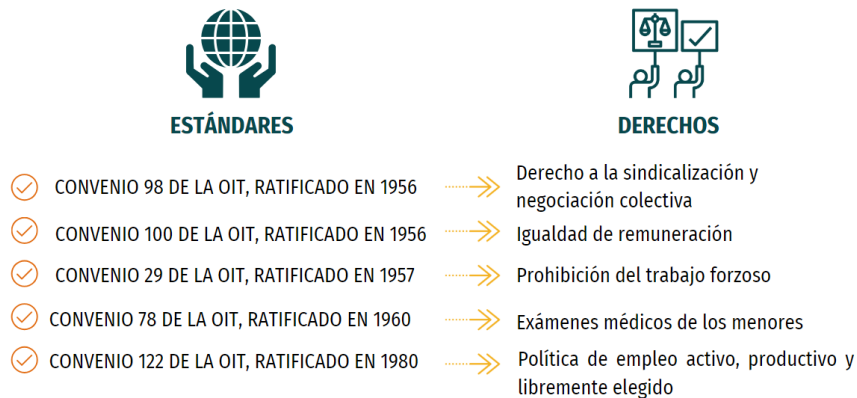 ESTÁNDARES
DERECHOS
CONVENIO 98 DE LA OIT, RATIFICADO EN 1956
Derecho a la sindicalización y
negociación colectiva
CONVENIO 100 DE LA OIT, RATIFICADO EN 1956
Igualdad de remuneración
CONVENIO 29 DE LA OIT, RATIFICADO EN 1957
Prohibición del trabajo forzoso
CONVENIO 78 DE LA OIT, RATIFICADO EN 1960
Exámenes médicos de los menores
CONVENIO 122 DE LA OIT, RATIFICADO EN 1980
Política de empleo activo, productivo y
libremente elegido